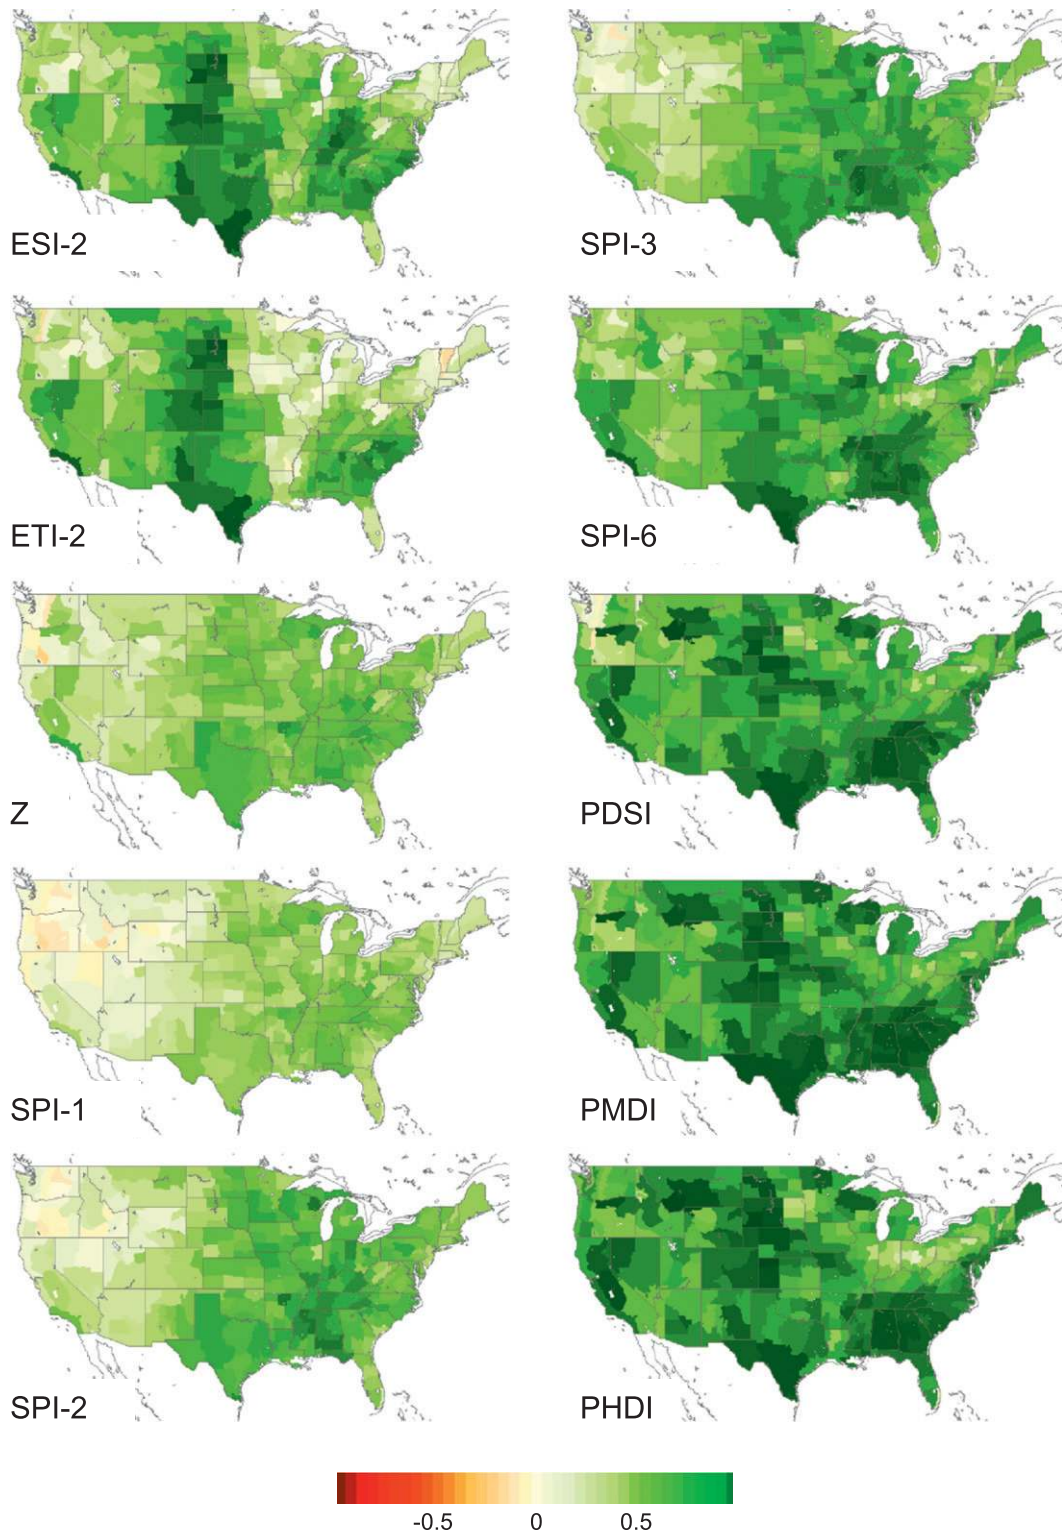 ESI-2
SPI-3
ETI-2
SPI-6
Z
PDSI
SPI-1
PMDI
SPI-2
PHDI
-0.5 0 0.5